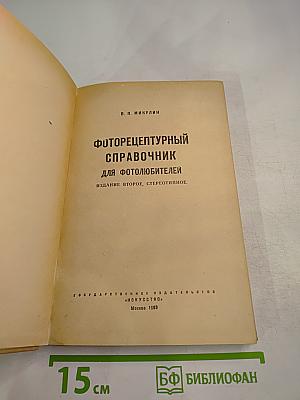 В. П. МИКУЛИН
ФОТОРЕЦЕПТУРНЫЙ
СПРАВОЧНИК
ДЛЯ ФОТОЛЮБИТЕЛЕЙ
ИЗДАНИЕ ВТОРОЕ, СТЕРЕОТИПНОЕ
ГОСУДАРСТВЕННОЕ ИЗДАТЕЛЬСТВО
«ИСКУССТВО»
Москва
15 см
БФ БИБЛИОФАН